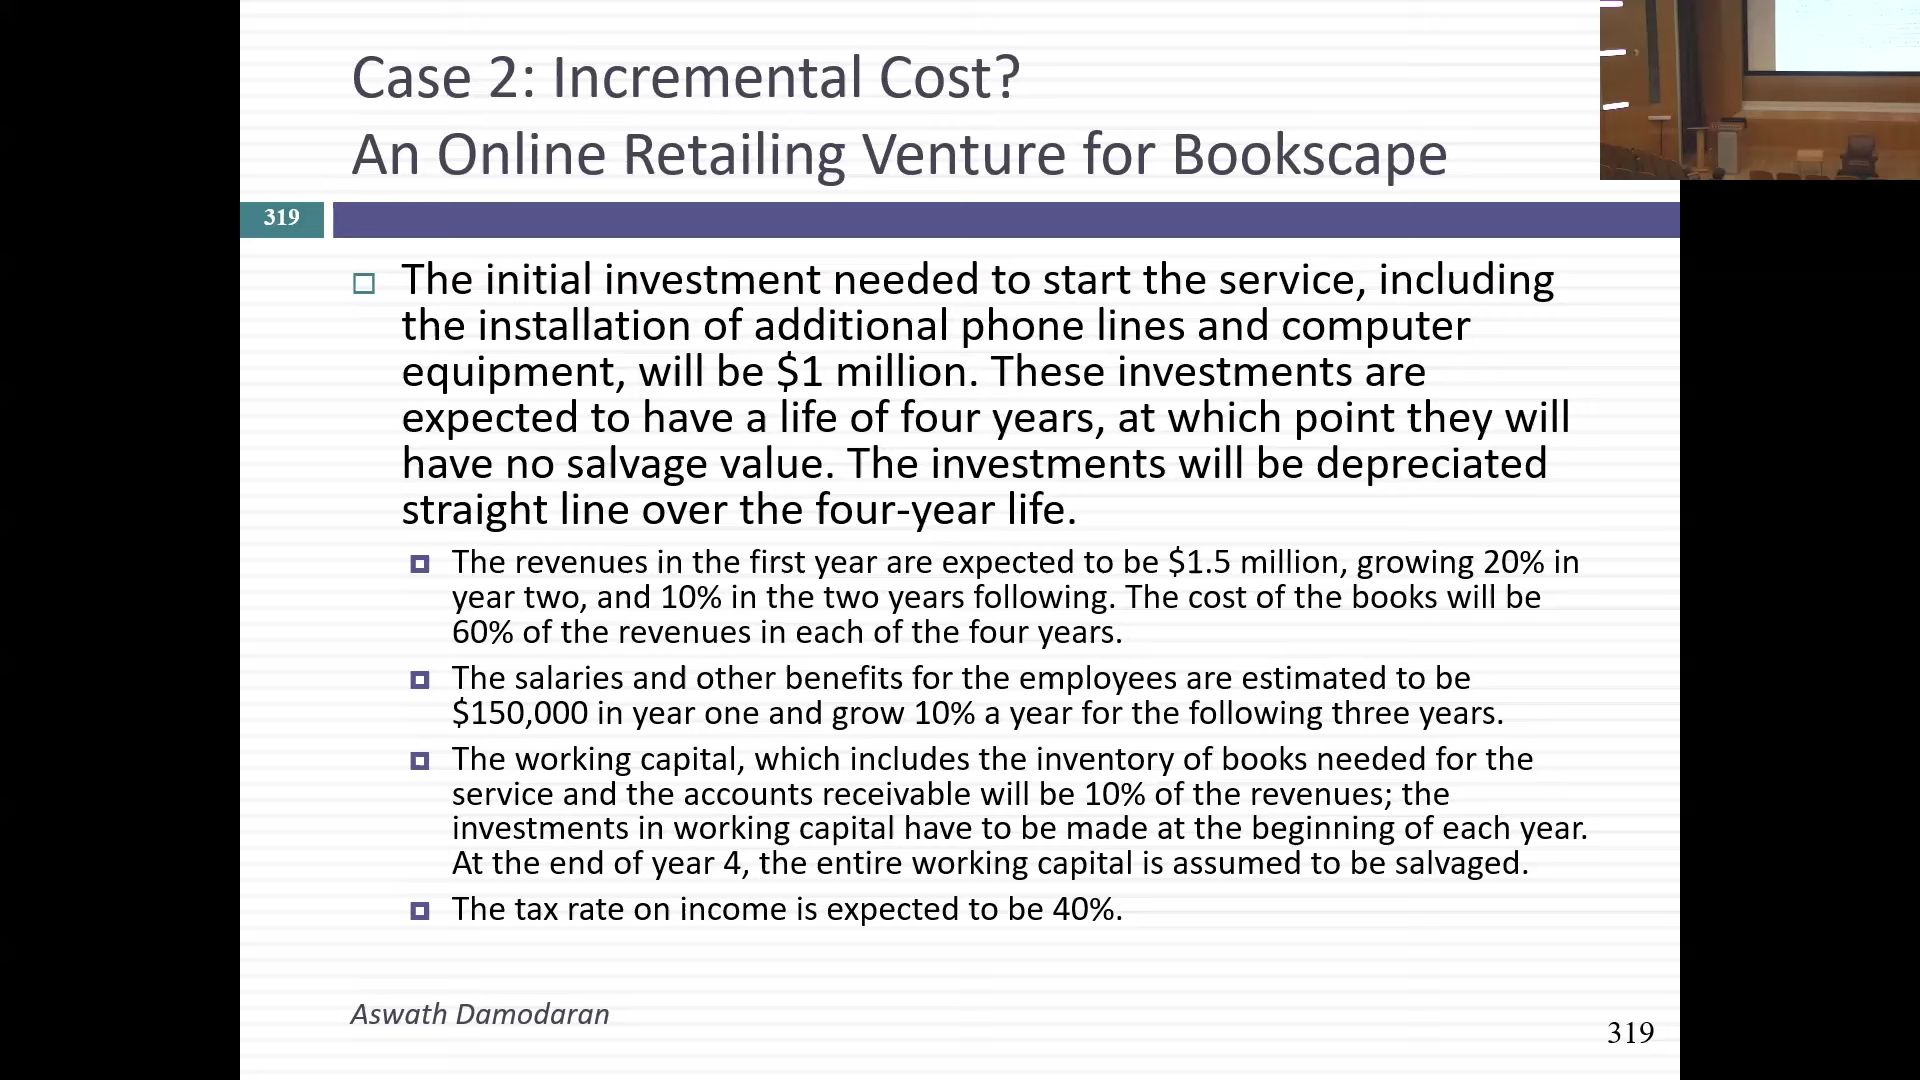 Case 2: Incremental Cost?
An Online Retailing Venture for Bookscape
319
The initial investment needed to start the service, including
the installation of additional phone lines and computer
equipment, will be $1 million. These investments are
expected to have a life of four years, at which point they will
have no salvage value. The investments will be depreciated
straight line over the four-year life.
The revenues in the first year are expected to be $1.5 million, growing 20% in
year two, and 10% in the two years following. The cost of the books will be
60% of the revenues in each of the four years.
The salaries and other benefits for the employees are estimated to be
$150,000 in year one and grow 10% a year for the following three years.
The working capital, which includes the inventory of books needed for the
service and the accounts receivable will be 10% of the revenues; the
investments in working capital have to be made at the beginning of each year.
At the end of year 4, the entire working capital is assumed to be salvaged.
The tax rate on income is expected to be 40%.
Aswath Damodaran
319